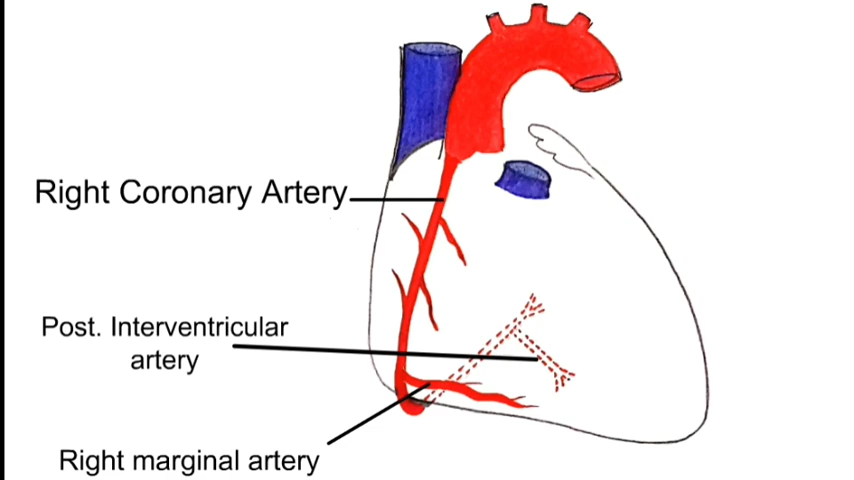 Right Coronary Artery
Post. Interventricular
artery
Right marginal artery